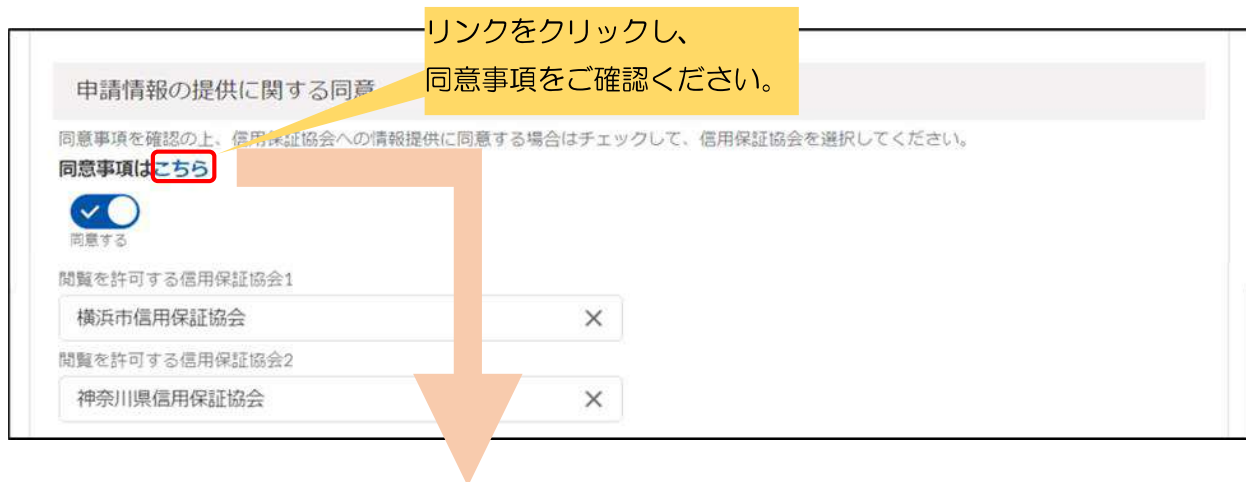 リンクをクリックし、
同意事項をご確認ください。
申請情報の提供に関する同意
同意事項を確認の上、信用保証協会への情報提供に同意する場合はチェックして、信用保証協会を選択してください。
同意事項はこちら
同意する
閲覧を許可する信用保証協会1
横浜市信用保証協会
閲覧を許可する信用保証協会2
神奈川県信用保証協会